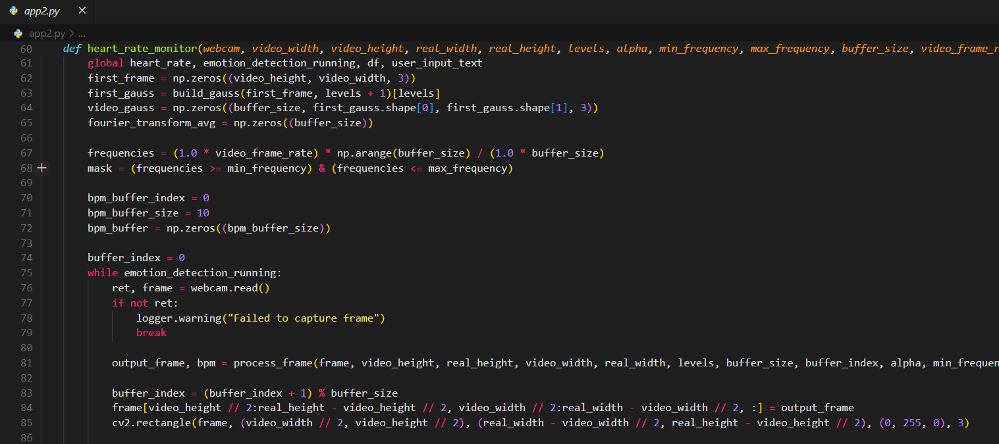 app2.py ×
app2.py > ...
60 def heart_rate_monitor(webcam, video_width, video_height, real_width, real_height, levels, alpha, min_frequency, max_frequency, buffer_size, video_frame_r
61 global heart_rate, emotion_detection_running, df, user_input_text
62 first_frame = np.zeros((video_height, video_width, 3))
63 first_gauss = build_gauss(first_frame, levels + 1)[levels]
64 video_gauss = np.zeros((buffer_size, first_gauss.shape[0], first_gauss.shape[1], 3))
65 fourier_transform_avg = np.zeros((buffer_size))
66
67 frequencies = (1.0 * video_frame_rate) * np.arange(buffer_size) / (1.0 * buffer_size)
68 + mask = (frequencies >= min_frequency) & (frequencies <= max_frequency)
69
70 bpm_buffer_index = 0
71 bpm_buffer_size = 10
72 bpm_buffer = np.zeros((bpm_buffer_size))
73
74 buffer_index = 0
75 while emotion_detection_running:
76 ret, frame = webcam.read()
77 if not ret:
78 logger.warning("Failed to capture frame")
79 break
80
81 output_frame, bpm = process_frame(frame, video_height, real_height, video_width, real_width, levels, buffer_size, buffer_index, alpha, min_frequen
82
83 buffer_index = (buffer_index + 1) % buffer_size
84 frame[video_height // 2:real_height - video_height // 2, video_width // 2:real_width - video_width // 2, :] = output_frame
85 cv2.rectangle(frame, (video_width // 2, video_height // 2), (real_width - video_width // 2, real_height - video_height // 2), (0, 255, 0), 3)
86